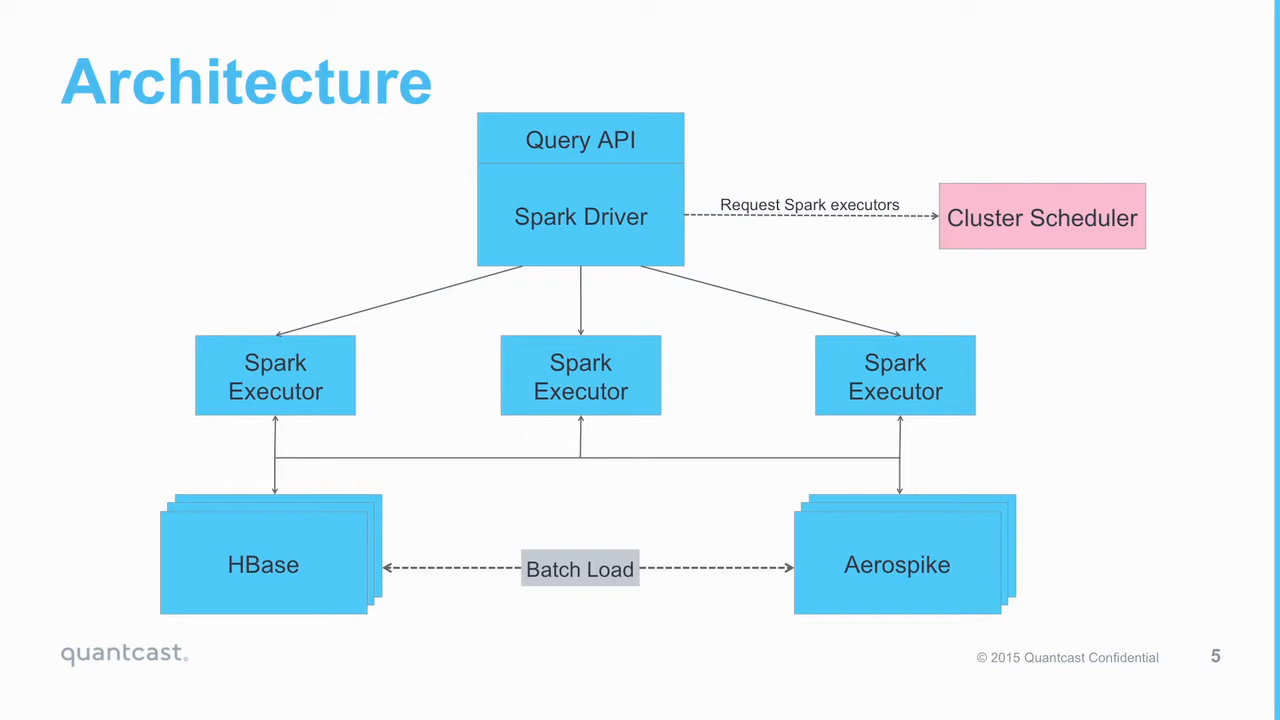 Architecture
Query API
Spark Driver
Request Spark executors
Cluster Scheduler
Spark
Executor
Spark
Executor
Spark
Executor
HBase
Batch Load
Aerospike
quantcast.
© 2015 Quantcast Confidential
5